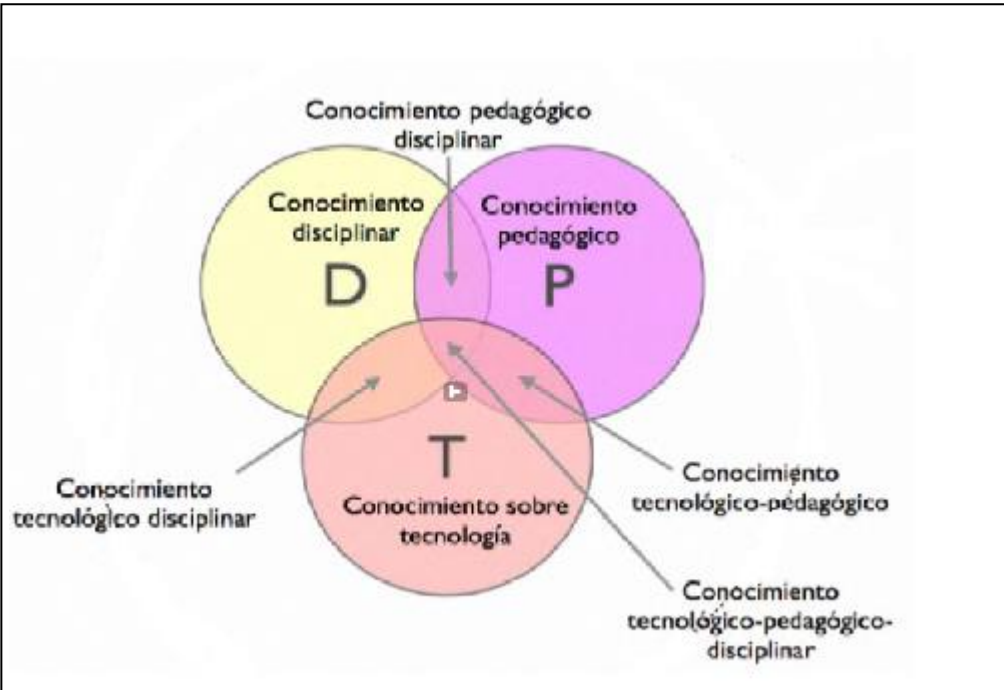 Conocimiento pedagógico
disciplinar
Conocimiento
disciplinar
D
Conocimiento
pedagógico
P
T
Conocimiento sobre
tecnología
Conocimiento
tecnológico disciplinar
Conocimiento
tecnológico-pedagógico
Conocimiento
tecnológico-pedagógico-
disciplinar